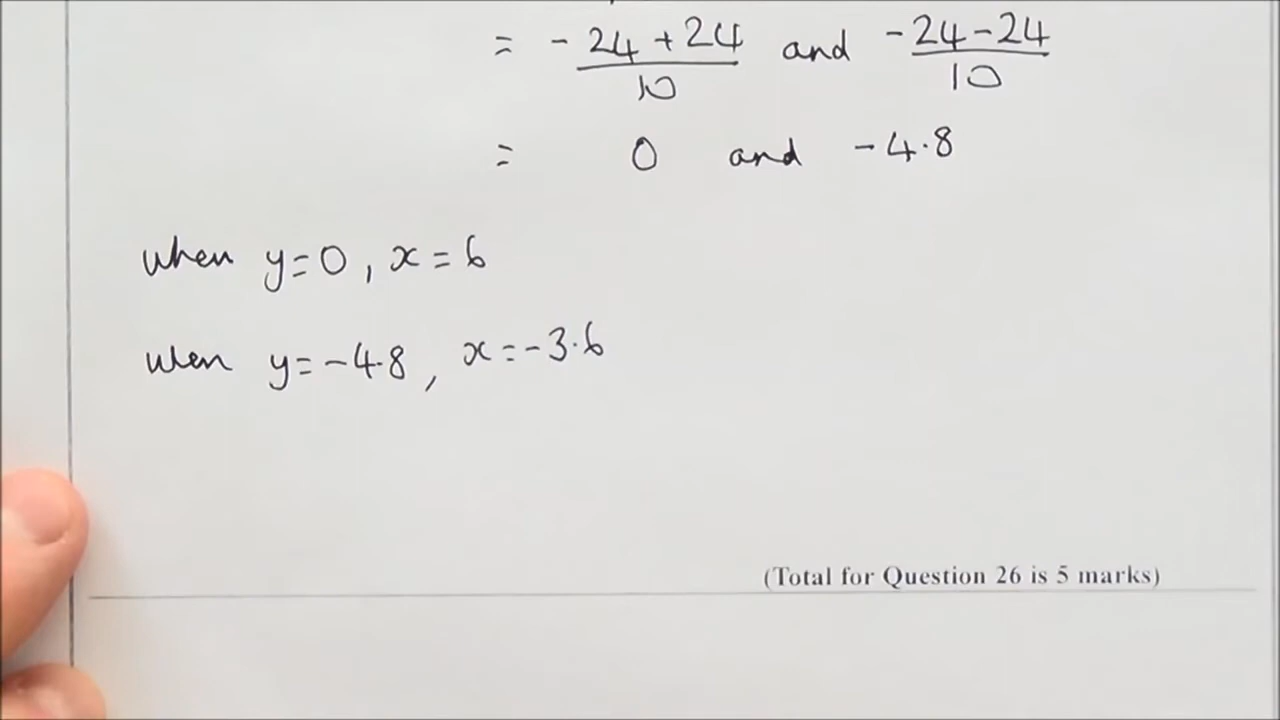 = -24+24/10 and -24-24/10
= 0 and -4.8
when y=0, x=6
when y=-4.8, x=-3.6
(Total for Question 26 is 5 marks)